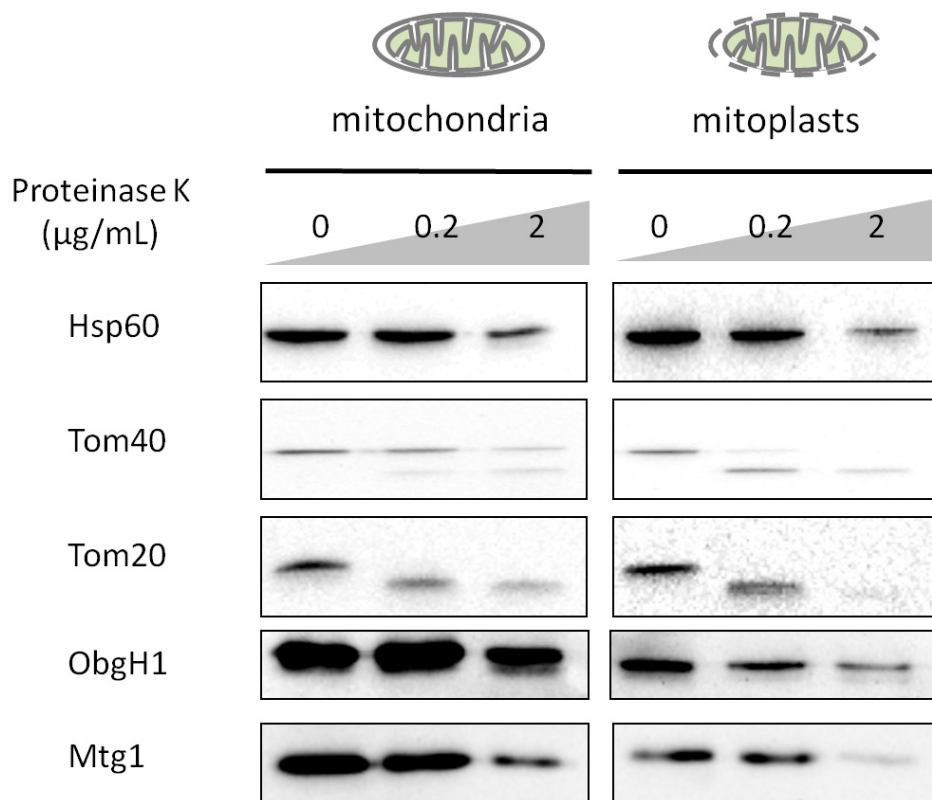 mitochondria mitoplasts
Proteinase K
(µg/mL) 0 0.2 2 0 0.2 2
Hsp60
Tom40
Tom20
ObgH1
Mtg1